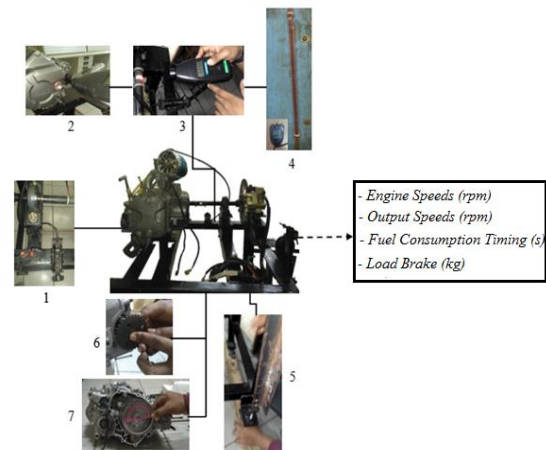 2
3
4
- Engine Speeds (rpm)
- Output Speeds (rpm)
- Fuel Consumption Timing (s)
- Load Brake (kg)
1
6
5
7